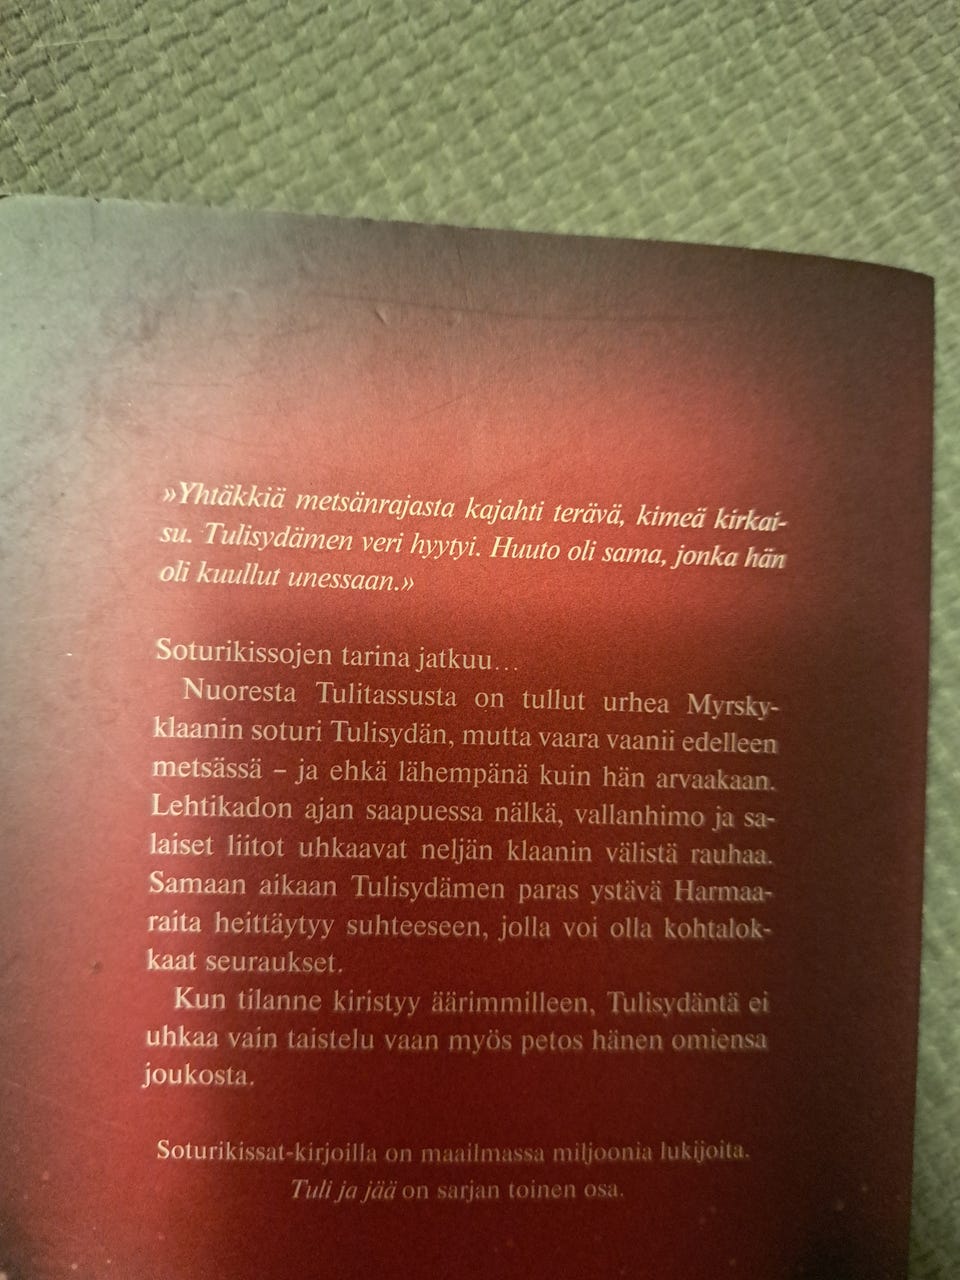 »Yhtäkkiä metsänrajasta kajahti terävä, kimeä kirkai-
su. Tulisydämen veri hyytyi. Huuto oli sama, jonka hän
oli kuullut unessaan.»
Soturikissojen tarina jatkuu...
Nuoresta Tulitassusta on tullut urhea Myrsky-
klaanin soturi Tulisydän, mutta vaara vaanii edelleen
metsässä – ja ehkä lähempänä kuin hän arvaakaan.
Lehtikadon ajan saapuessa nälkä, vallanhimo ja sa-
laiset liitot uhkaavat neljän klaanin välistä rauhaa.
Samaan aikaan Tulisydämen paras ystävä Harmaa-
raita heittäytyy suhteeseen, jolla voi olla kohtalok-
kaat seuraukset.
Kun tilanne kiristyy äärimmilleen, Tulisydäntä ei
uhkaa vain taistelu vaan myös petos hänen omiensa
joukosta.
Soturikissat-kirjoilla on maailmassa miljoonia lukijoita.
Tuli ja jää on sarjan toinen osa.